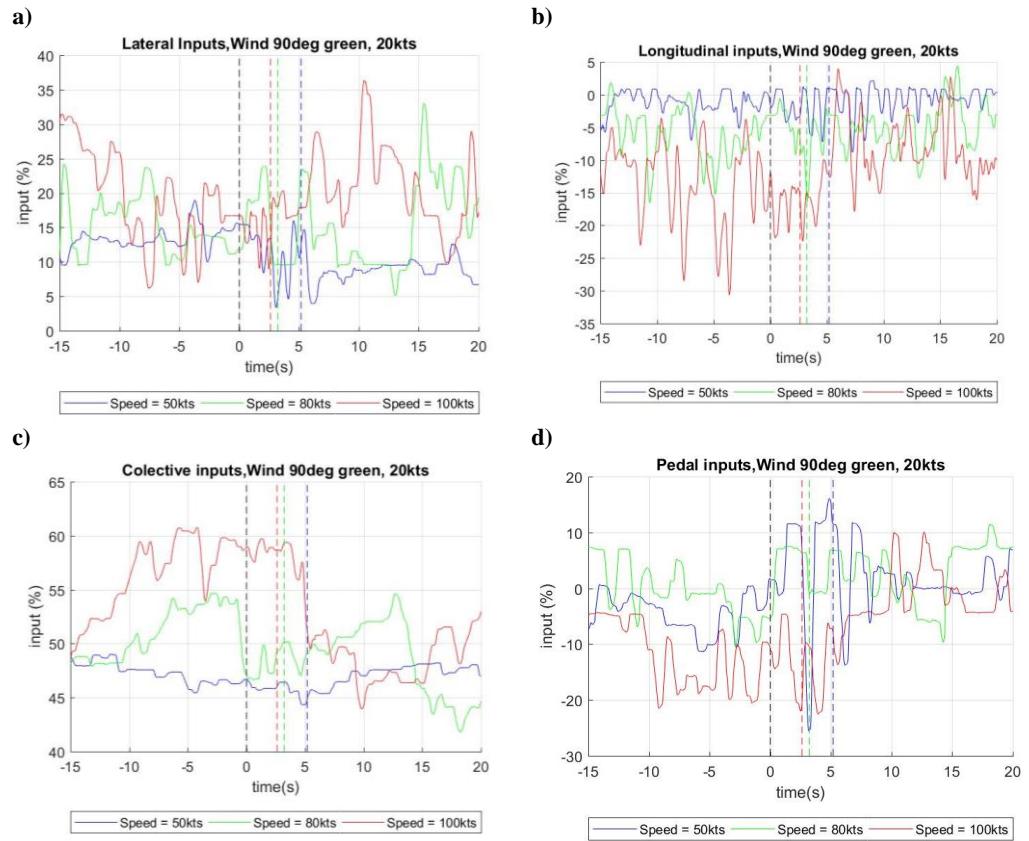 a)
Lateral Inputs,Wind 90deg green, 20kts
40
35
30
25
20
15
10
5
0
input (%)
-15 -10 -5 0 5 10 15 20
time(s)
Speed = 50kts Speed = 80kts Speed = 100kts
b)
Longitudinal inputs,Wind 90deg green, 20kts
0
-5
-10
-15
-20
-25
-30
-35
input (%)
-15 -10 -5 0 5 10 15 20
time(s)
Speed = 50kts Speed = 80kts Speed = 100kts
c)
Colective inputs,Wind 90deg green, 20kts
65
60
55
50
45
40
input (%)
-15 -10 -5 0 5 10 15 20
time(s)
Speed = 50kts Speed = 80kts Speed = 100kts
d)
Pedal inputs,Wind 90deg green, 20kts
20
10
0
-10
-20
-30
input (%)
-15 -10 -5 0 5 10 15 20
time(s)
Speed = 50kts Speed = 80kts Speed = 100kts